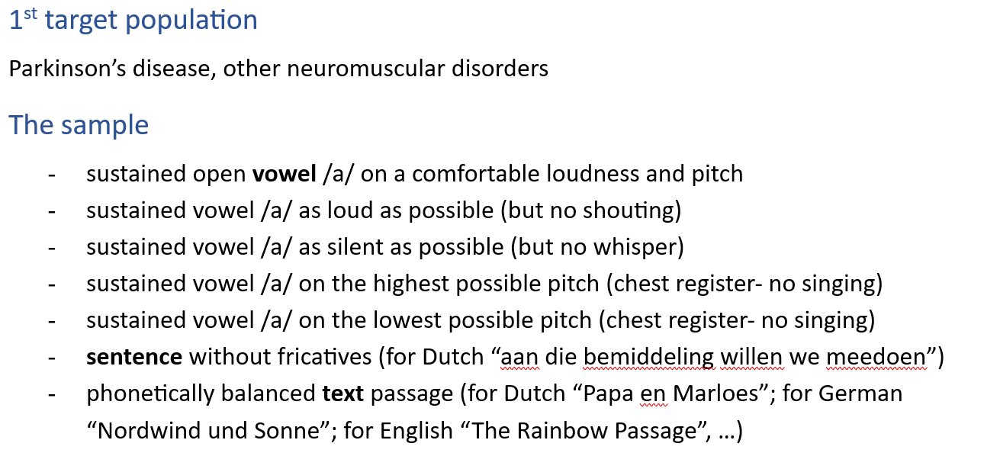 1st target population
Parkinson’s disease, other neuromuscular disorders
The sample
- sustained open vowel /a/ on a comfortable loudness and pitch
- sustained vowel /a/ as loud as possible (but no shouting)
- sustained vowel /a/ as silent as possible (but no whisper)
- sustained vowel /a/ on the highest possible pitch (chest register- no singing)
- sustained vowel /a/ on the lowest possible pitch (chest register- no singing)
- sentence without fricatives (for Dutch “aan die bemiddeling willen we meedoen”)
- phonetically balanced text passage (for Dutch “Papa en Marloes”; for German
“Nordwind und Sonne”; for English “The Rainbow Passage”, ...)